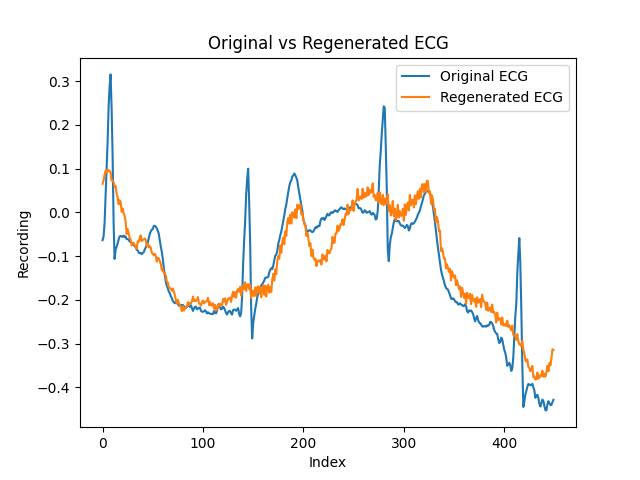 Original vs Regenerated ECG
Original ECG
Regenerated ECG
0.3
0.2
0.1
0.0
−0.1
−0.2
−0.3
−0.4
Recording
0
100
200
300
400
Index